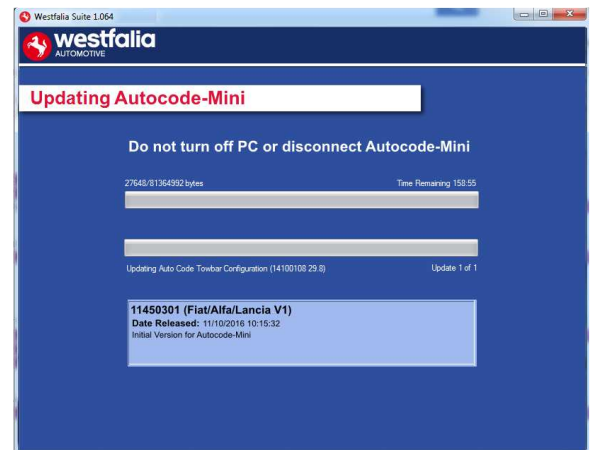 Westfalia Suite 1.064
westfalia
AUTOMOTIVE
Updating Autocode-Mini
Do not turn off PC or disconnect Autocode-Mini
27648/81364992 bytes Time Remaining 158:55
Updating Auto Code Towbar Configuration (14100108 29.8) Update 1 of 1
11450301 (Fiat/Alfa/Lancia V1)
Date Released: 11/10/2016 10:15:32
Initial Version for Autocode-Mini